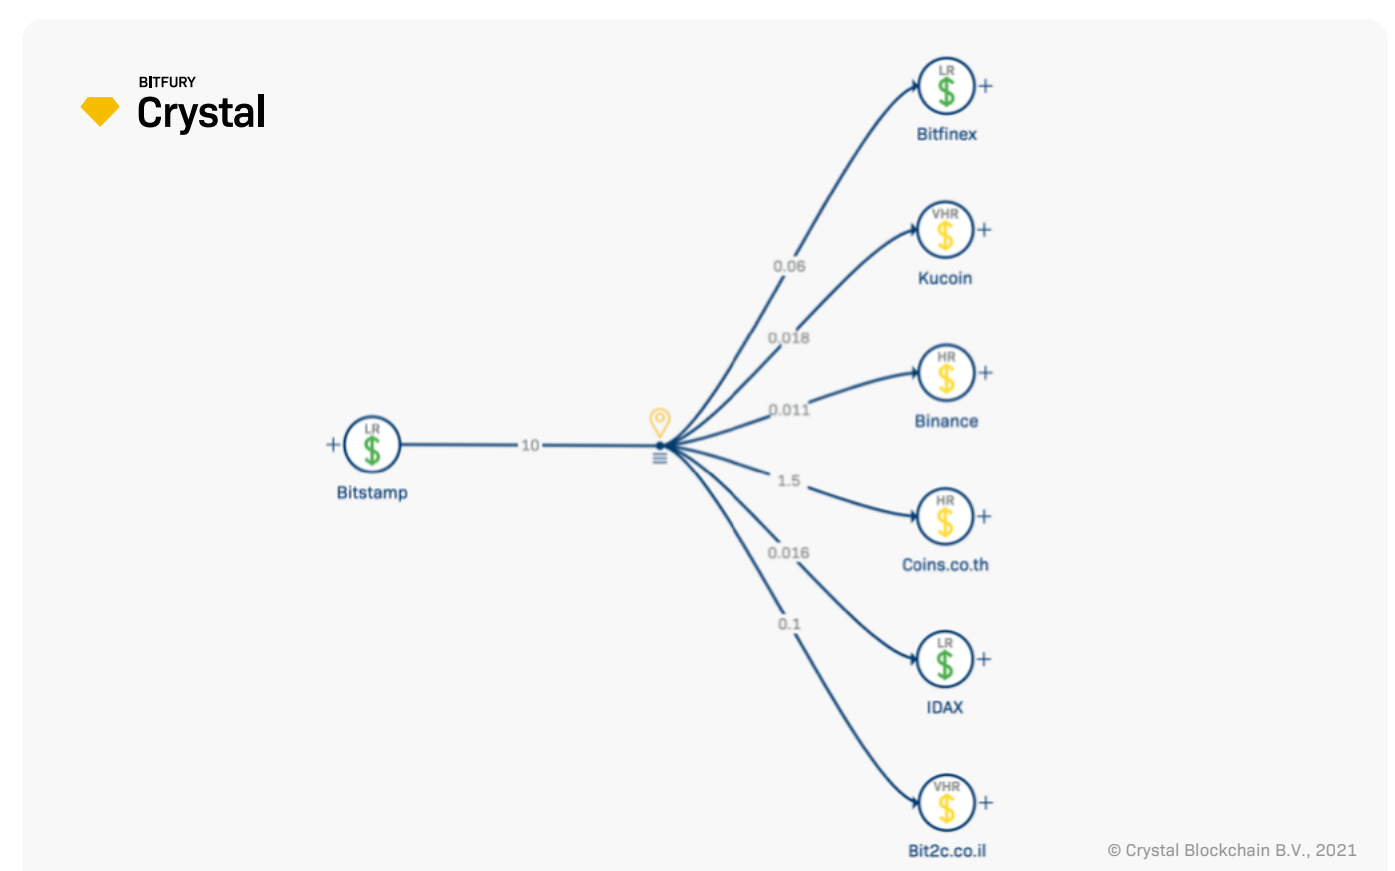 BITFURY
Crystal
LR
Bitfinex
VHR
Kucoin
0.06
0.018
HR
Binance
0.011
LR
Bitstamp
10
1.5
HR
Coins.co.th
0.016
0.1
LR
IDAX
VHR
Bit2c.co.il
© Crystal Blockchain B.V., 2021